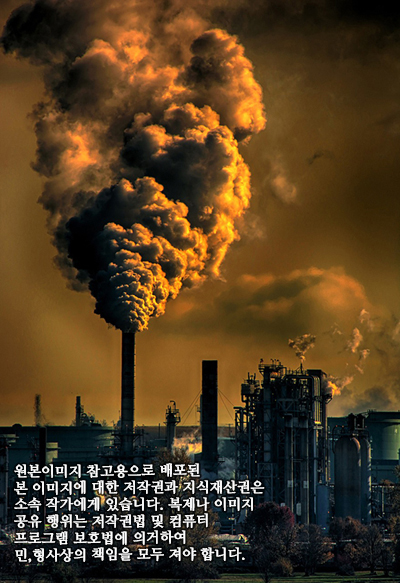 원본이미지 참고용으로 배포된
본 이미지에 대한 저작권과 지식재산권은
소속 작가에게 있습니다. 복제나 이미지
공유 행위는 저작권법 및 컴퓨터
프로그램 보호법에 의거하여
민,형사상의 책임을 모두 져야 합니다.